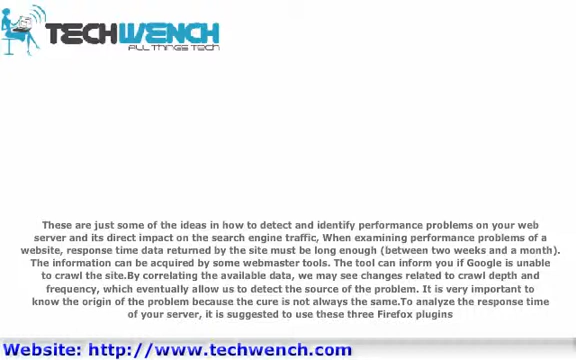 TECHWENCH
ALL THINGS TECH
These are just some of the ideas in how to detect and identify performance problems on your web
server and its direct impact on the search engine traffic, When examining performance problems of a
website, response time data returned by the site must be long enough (between two weeks and a month).
The information can be acquired by some webmaster tools. The tool can inform you if Google is unable
to crawl the site.By correlating the available data, we may see changes related to crawl depth and
frequency, which eventually allow us to detect the source of the problem. It is very important to
know the origin of the problem because the cure is not always the same.To analyze the response time
of your server, it is suggested to use these three Firefox plugins
Website: http://www.techwench.com